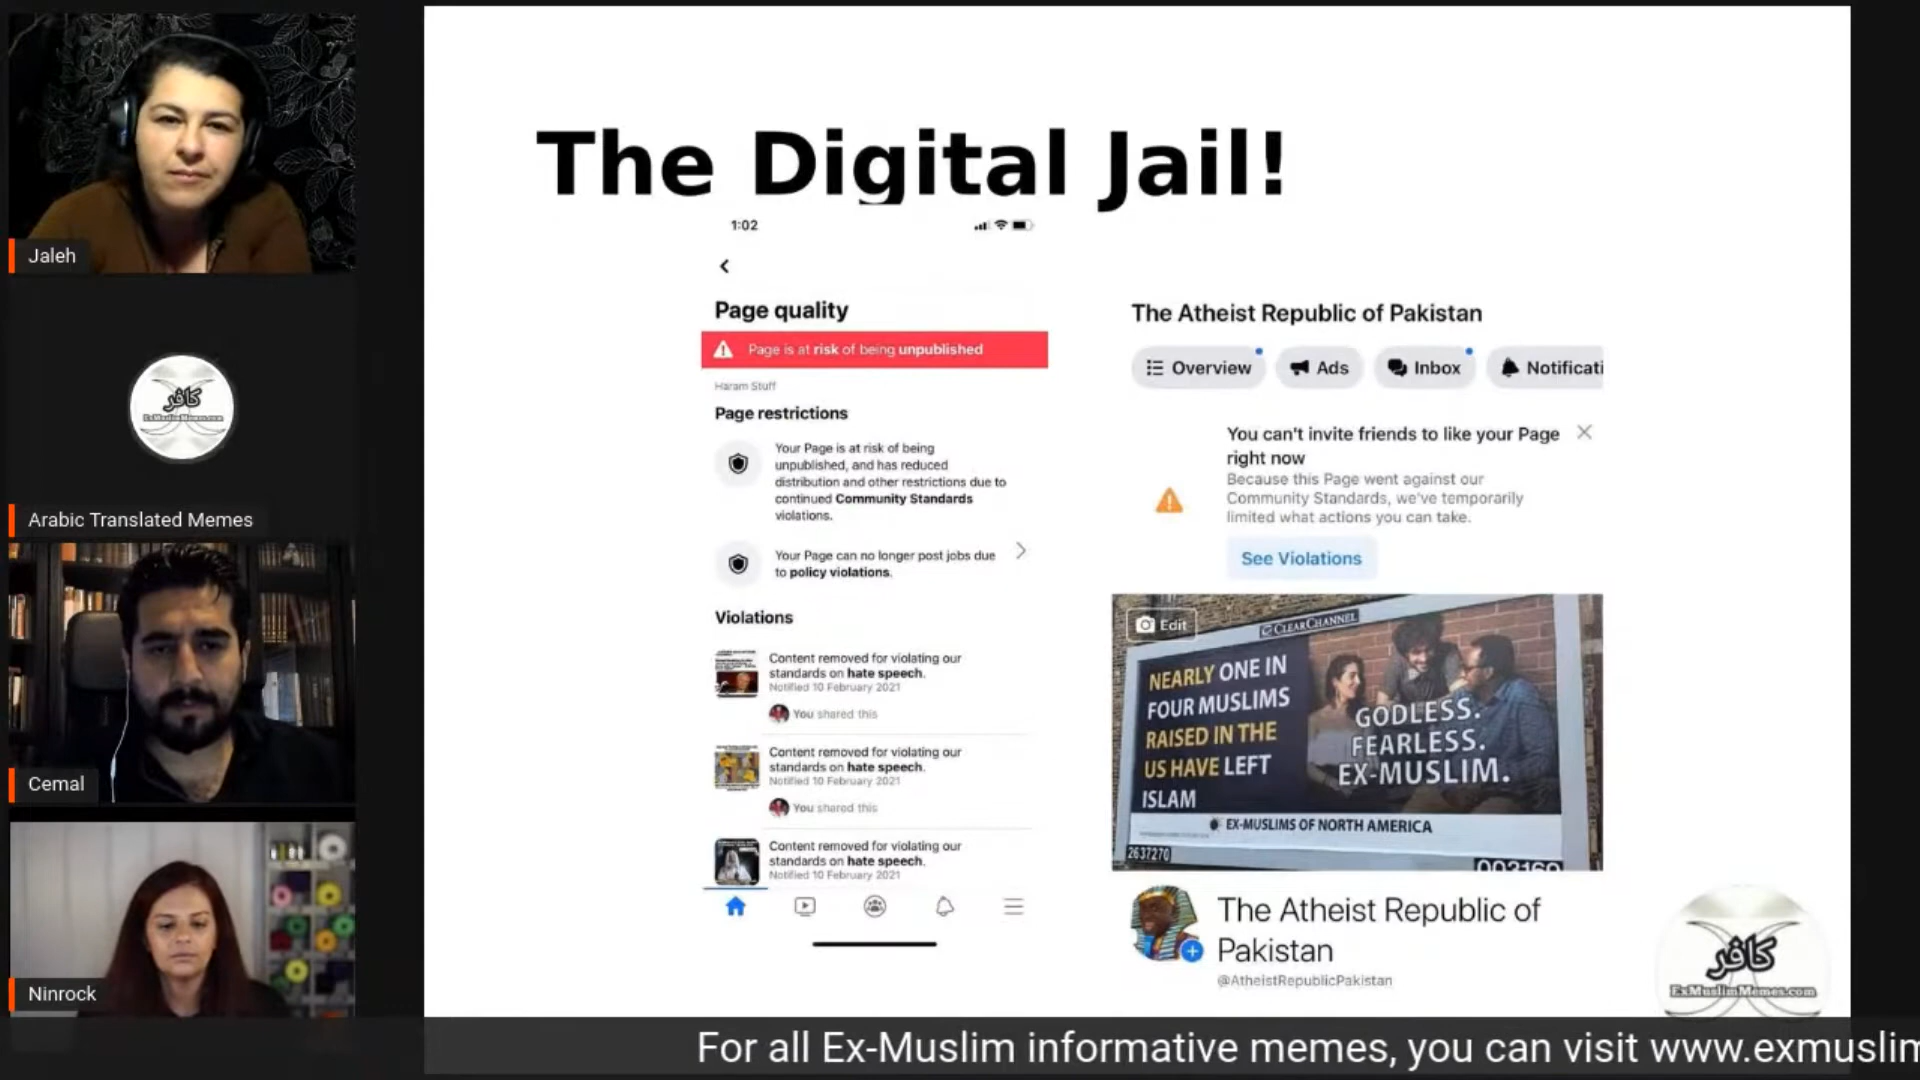 Jaleh
كافر
ExMuslimMemes.com
Arabic Translated Memes
Cemal
Ninrock
The Digital Jail!
1:02
Page quality
Page is at risk of being unpublished
Haram Stuff
Page restrictions
Your Page is at risk of being
unpublished, and has reduced
distribution and other restrictions due to
continued Community Standards
violations.
Your Page can no longer post jobs due
to policy violations.
Violations
Content removed for violating our
standards on hate speech.
Notified 10 February 2021
You shared this
Content removed for violating our
standards on hate speech.
Notified 10 February 2021
You shared this
Content removed for violating our
standards on hate speech.
Notified 10 February 2021
The Atheist Republic of Pakistan
Overview
Ads
Inbox
Notificati
You can't invite friends to like your Page
right now
Because this Page went against our
Community Standards, we've temporarily
limited what actions you can take.
See Violations
Edit
CLEARCHANNEL
NEARLY ONE IN
FOUR MUSLIMS
RAISED IN THE
US HAVE LEFT
ISLAM
GODLESS.
FEARLESS.
EX-MUSLIM.
EX-MUSLIMS OF NORTH AMERICA
2637270
003160
The Atheist Republic of
Pakistan
@AtheistRepublicPakistan
كافر
ExMuslimMemes.com
For all Ex-Muslim informative memes, you can visit www.exmuslim